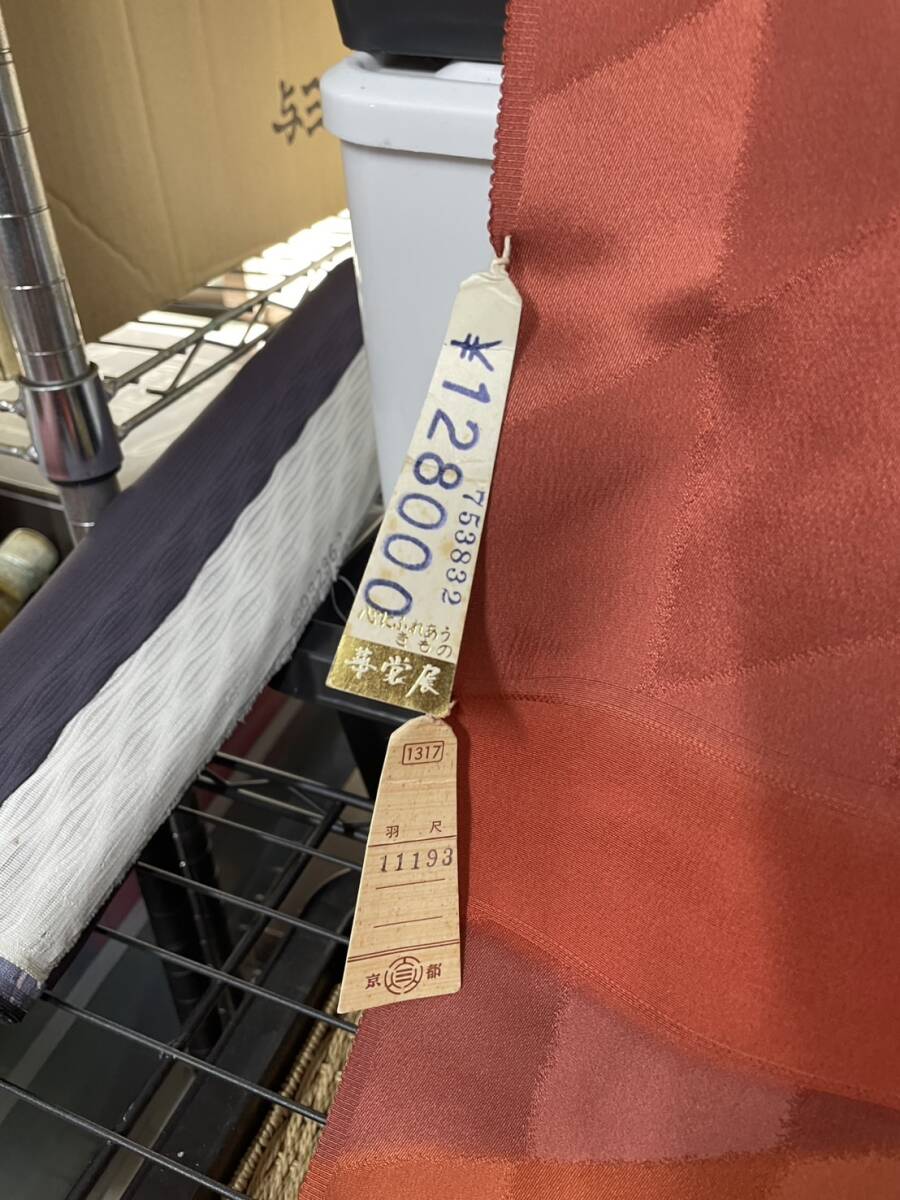 ¥128000
753832
心にふれあう
きもの
華裳展
1317
羽尺
11193
京都